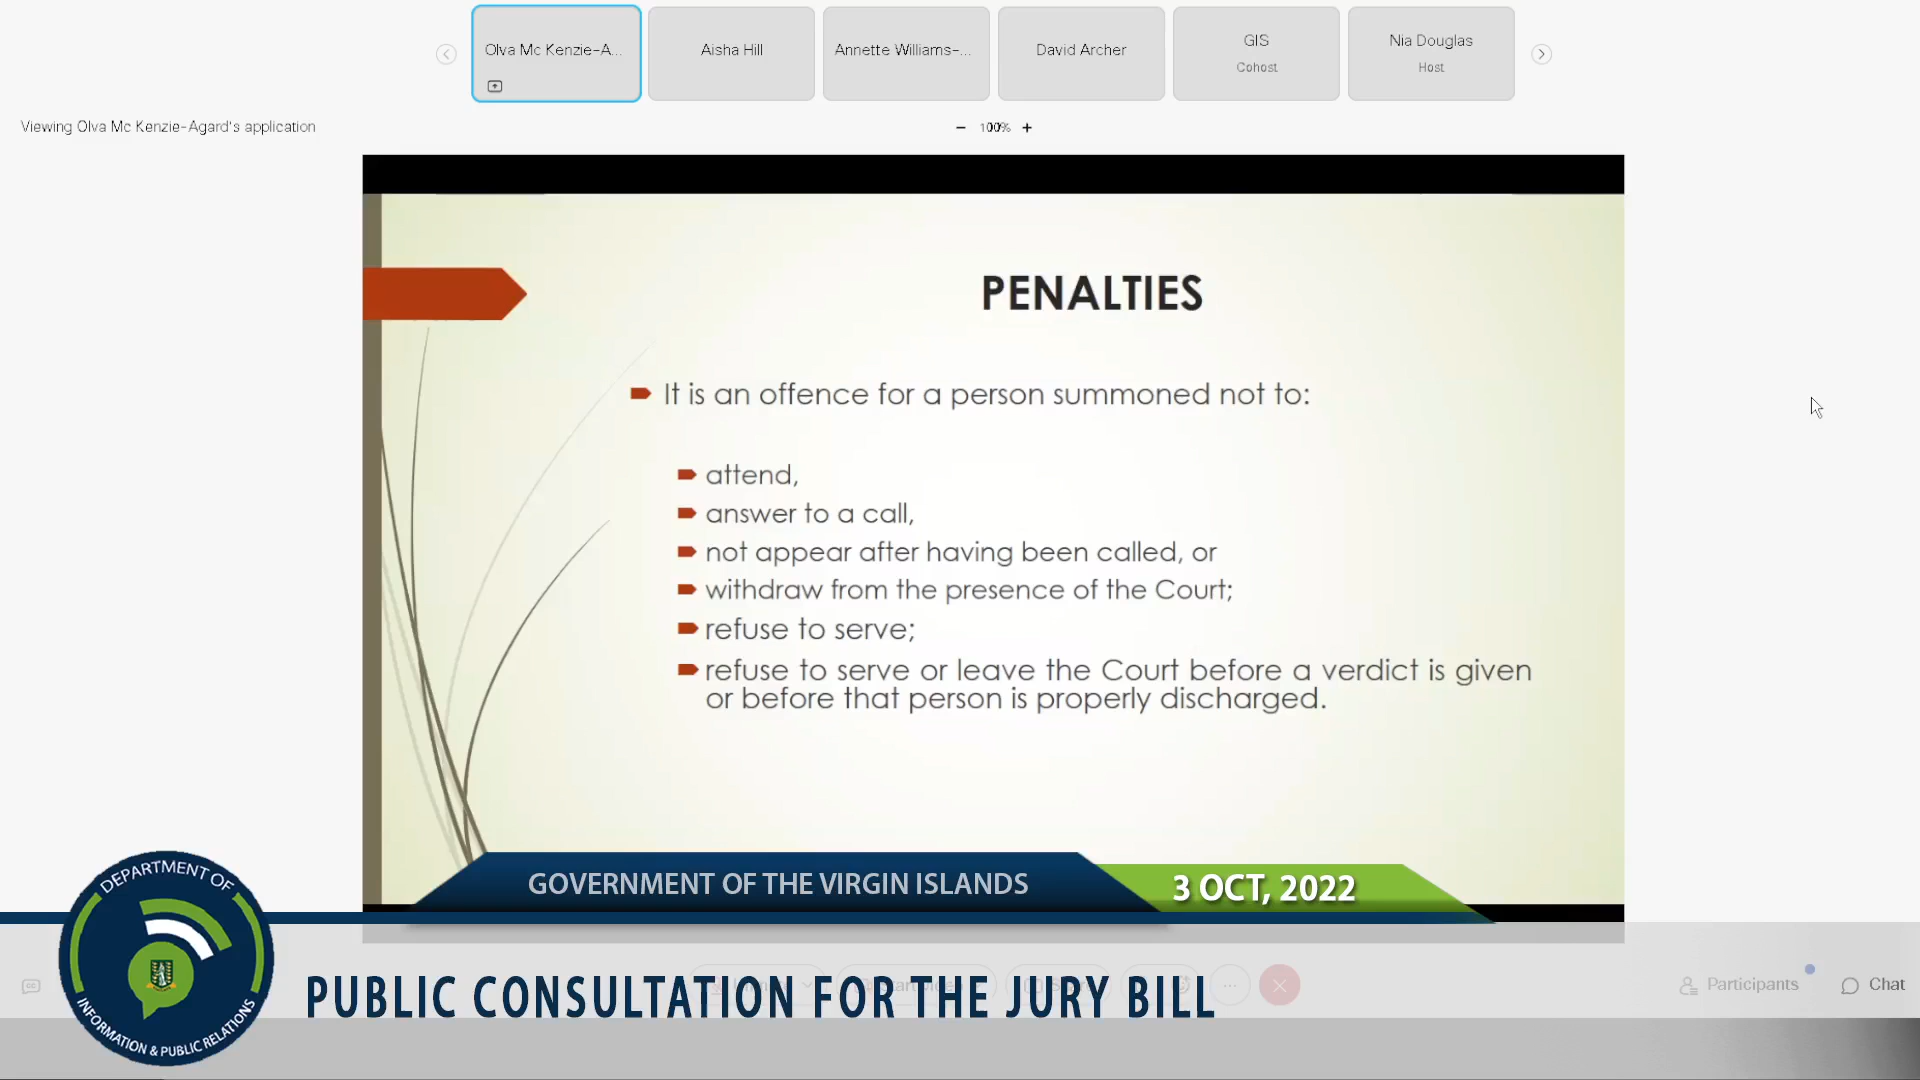 Olva Mc Kenzie-A...
Aisha Hill
Annette Williams-...
David Archer
GIS
Cohost
Nia Douglas
Host
Viewing Olva Mc Kenzie-Agard's application
PENALTIES
It is an offence for a person summoned not to:
attend,
answer to a call,
not appear after having been called, or
withdraw from the presence of the Court;
refuse to serve;
refuse to serve or leave the Court before a verdict is given
or before that person is properly discharged.
GOVERNMENT OF THE VIRGIN ISLANDS
3 OCT, 2022
DEPARTMENT OF
INFORMATION & PUBLIC RELATIONS
PUBLIC CONSULTATION FOR THE JURY BILL
Participants
Chat